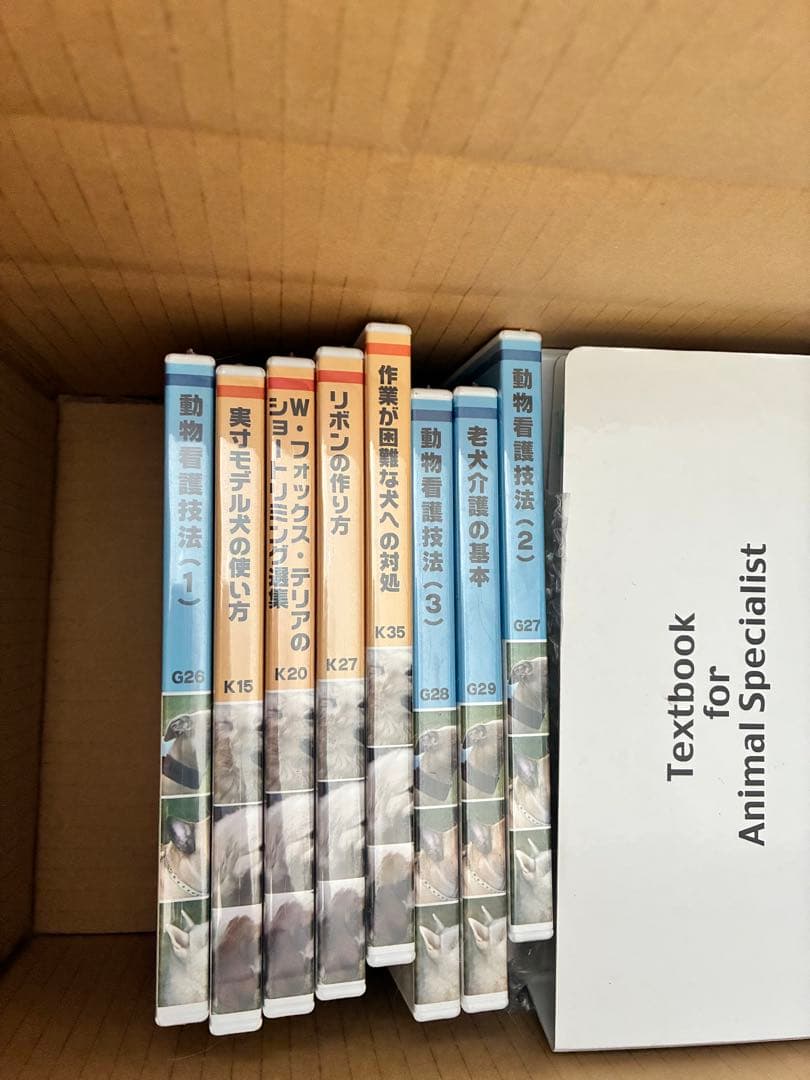 動物看護技法(1)
G26
実寸モデル犬の使い方
K15
W・フォックス・テリアの
ショートリミング選集
K20
リボンの作り方
K27
作業が困難な犬への対処
K35
動物看護技法(3)
G28
老犬介護の基本
G29
動物看護技法(2)
G27
Textbook
for
Animal Specialist